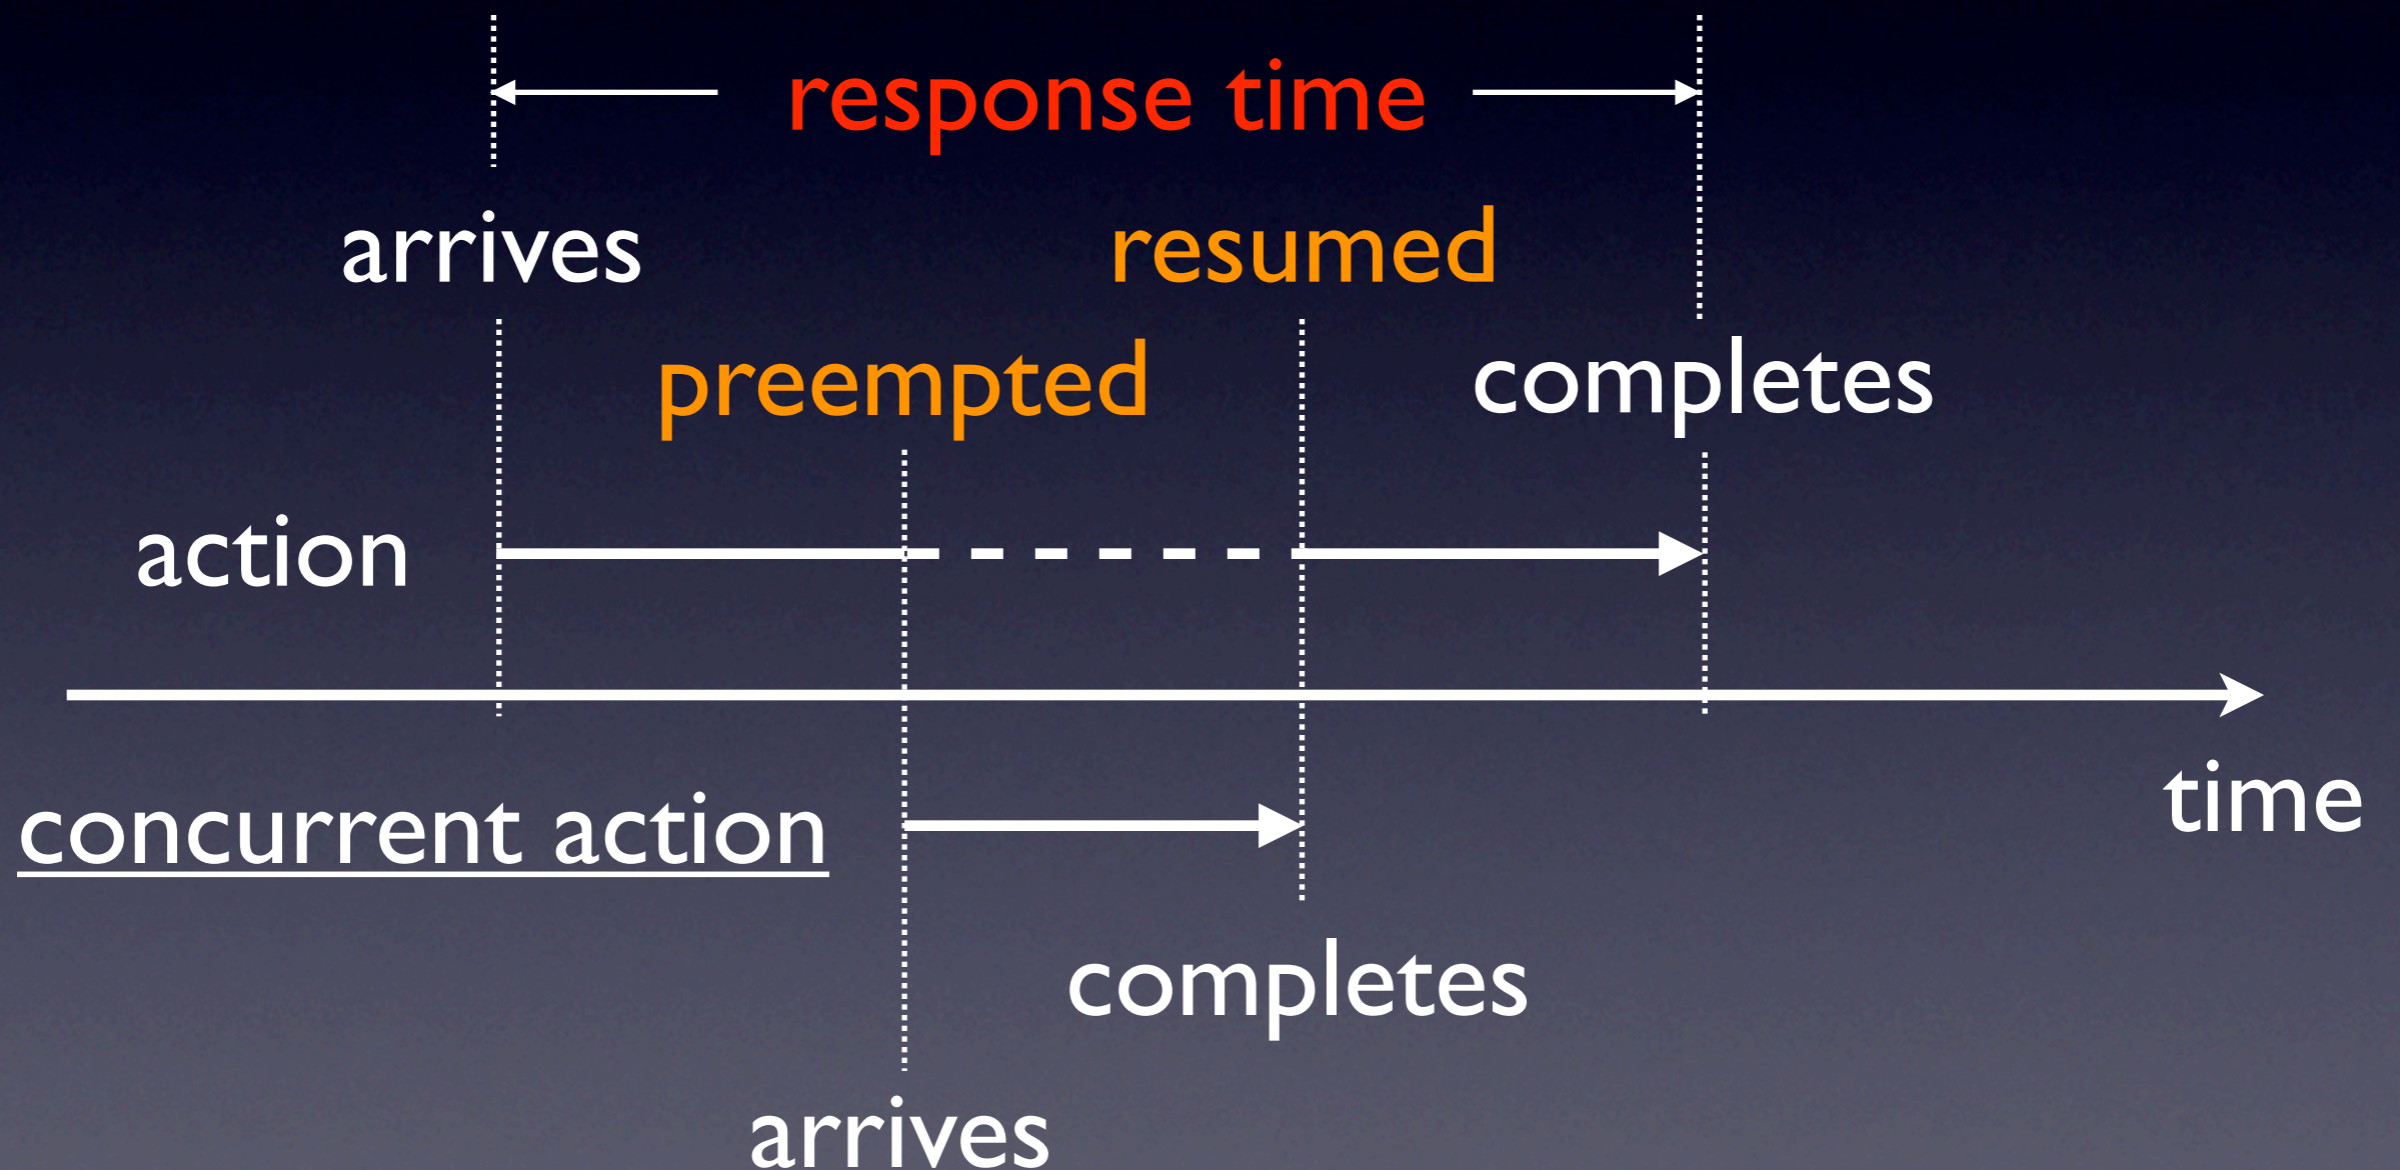 response time
arrives
resumed
preempted
completes
action
time
concurrent action
completes
arrives